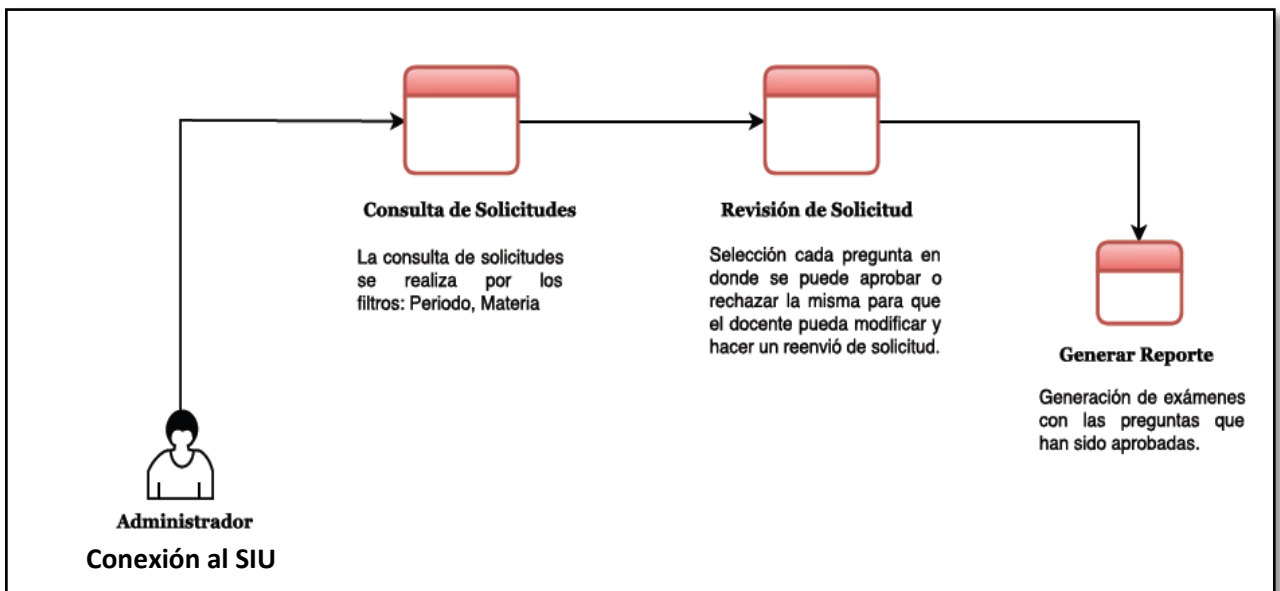 Consulta de Solicitudes
La consulta de solicitudes
se realiza por los
filtros: Periodo, Materia
Revisión de Solicitud
Selección cada pregunta en
donde se puede aprobar o
rechazar la misma para que
el docente pueda modificar y
hacer un reenvió de solicitud.
Generar Reporte
Generación de exámenes
con las preguntas que
han sido aprobadas.
Administrador
Conexión al SIU